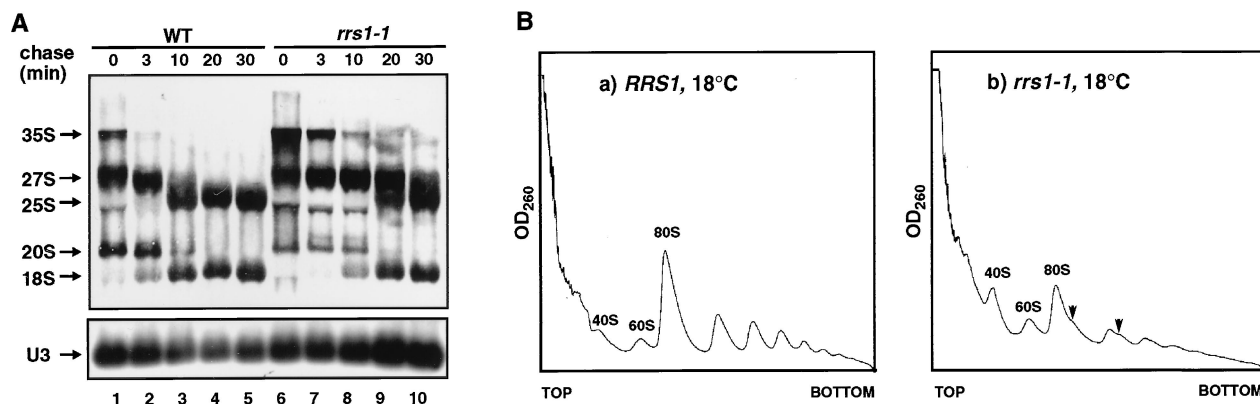 A
WT rrs1-1
chase (min) 0 3 10 20 30 0 3 10 20 30
35S
27S
25S
20S
18S
U3
1 2 3 4 5 6 7 8 9 10
B
a) RRS1, 18°C
OD260
80S
40S
60S
TOP BOTTOM
b) rrs1-1, 18°C
OD260
40S
80S
60S
TOP BOTTOM